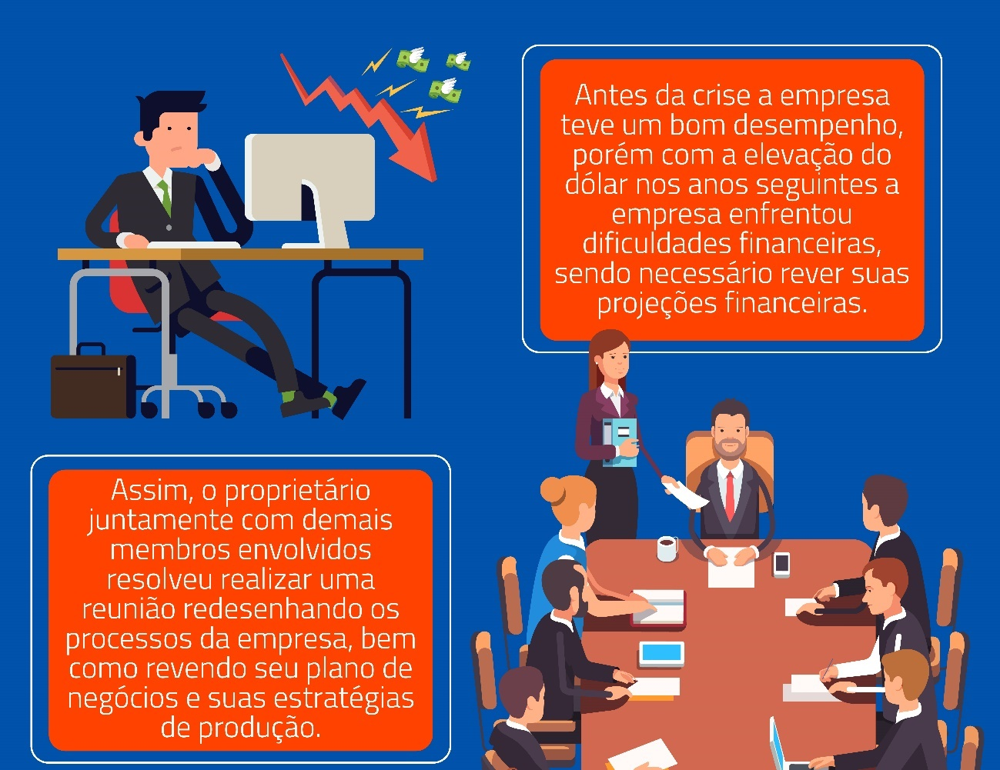 Antes da crise a empresa
teve um bom desempenho,
porém com a elevação do
dólar nos anos seguintes a
empresa enfrentou
dificuldades financeiras,
sendo necessário rever suas
projeções financeiras.
Assim, o proprietário
juntamente com demais
membros envolvidos
resolveu realizar uma
reunião redesenhando os
processos da empresa, bem
como revendo seu plano de
negócios e suas estratégias
de produção.